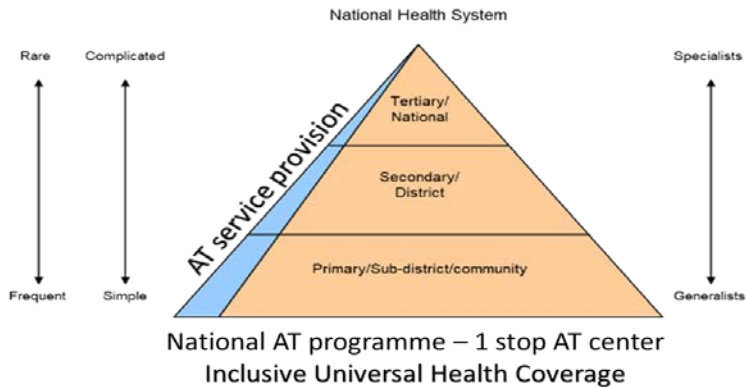 National Health System
Rare
Complicated
Specialists
Tertiary/
National
AT service provision
Secondary/
District
Primary/Sub-district/community
Frequent
Simple
Generalists
National AT programme – 1 stop AT center
Inclusive Universal Health Coverage